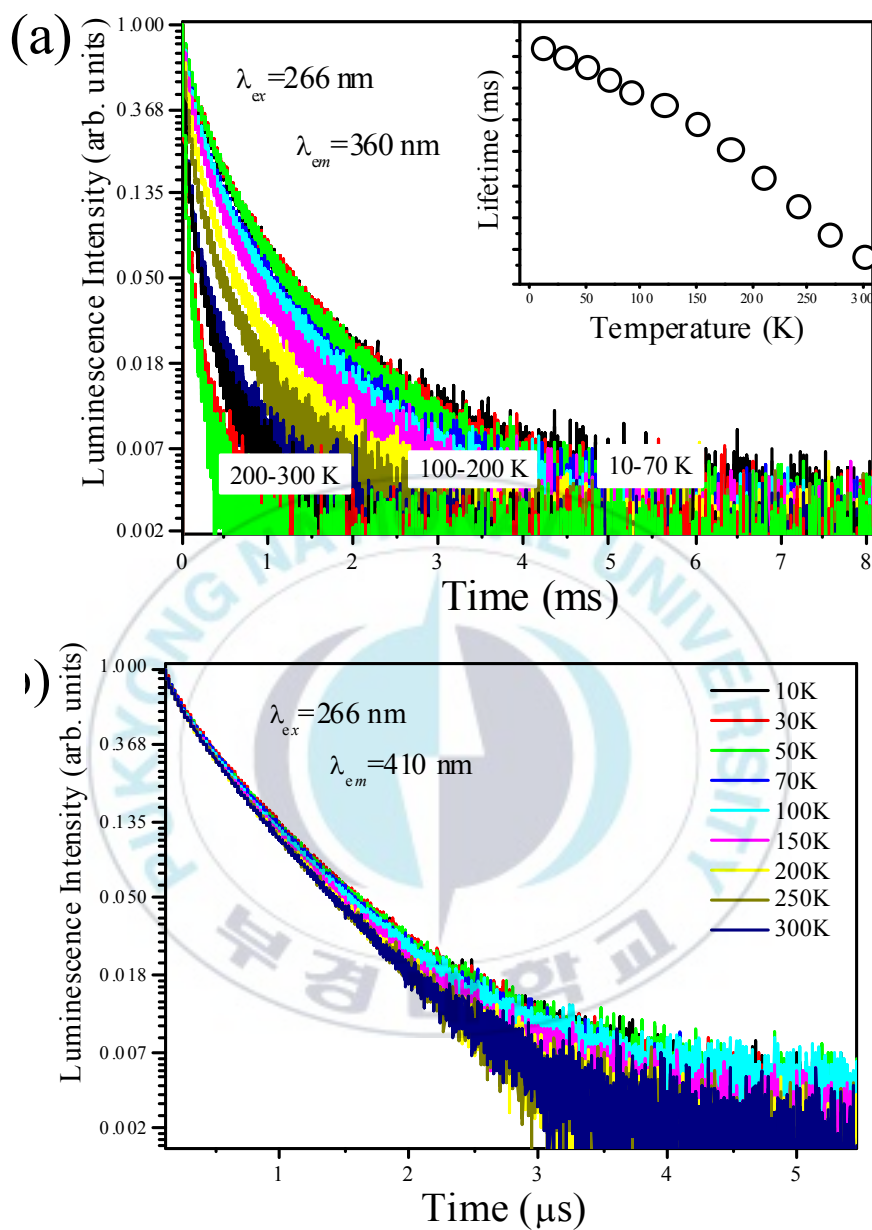 (a)
Luminescence Intensity (arb. units)
1.000
0.368
0.135
0.050
0.018
0.007
0.002
λex=266 nm
λem=360 nm
Lifetime (ms)
0 50 100 150 200 250 300
Temperature (K)
200-300 K
100-200 K
10-70 K
0 1 2 3 4 5 6 7 8
Time (ms)
PUKYONG NATIONAL UNIVERSITY
)
Luminescence Intensity (arb. units)
1.000
0.368
0.135
0.050
0.018
0.007
0.002
λex=266 nm
λem=410 nm
10K
30K
50K
70K
100K
150K
200K
250K
300K
1 2 3 4 5
Time (μs)